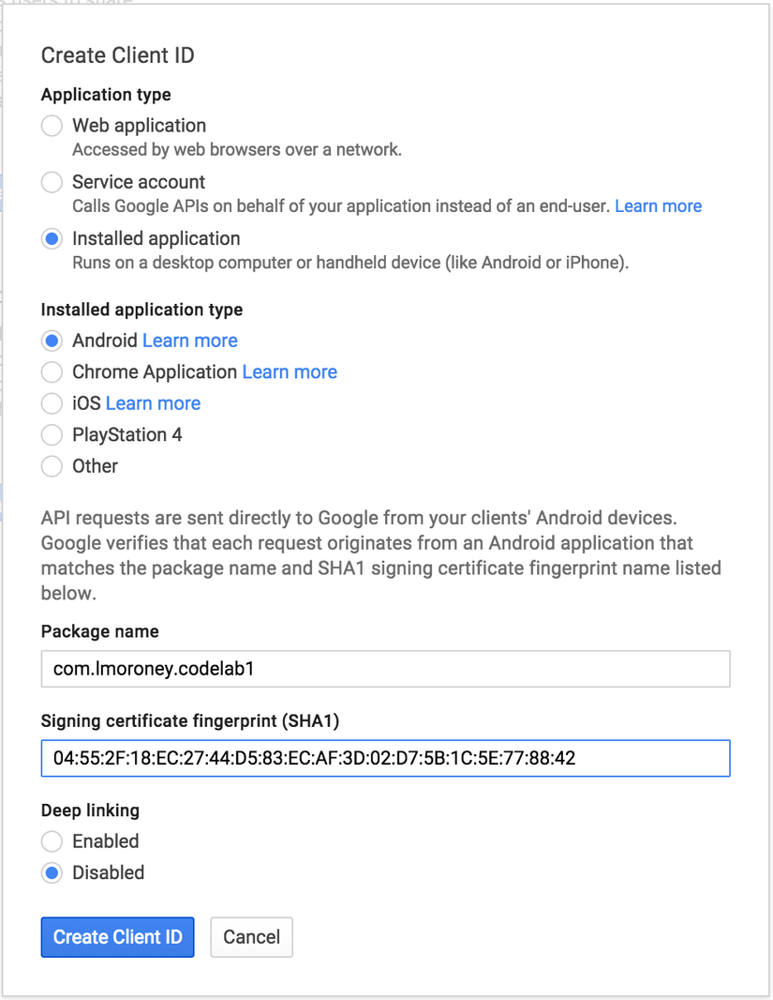 Create Client ID
Application type
Web application
Accessed by web browsers over a network.
Service account
Calls Google APIs on behalf of your application instead of an end-user. Learn more
Installed application
Runs on a desktop computer or handheld device (like Android or iPhone).
Installed application type
Android Learn more
Chrome Application Learn more
iOS Learn more
PlayStation 4
Other
API requests are sent directly to Google from your clients' Android devices.
Google verifies that each request originates from an Android application that
matches the package name and SHA1 signing certificate fingerprint name listed
below.
Package name
com.lmoroney.codelab1
Signing certificate fingerprint (SHA1)
04:55:2F:18:EC:27:44:D5:83:EC:AF:3D:02:D7:5B:1C:5E:77:88:42
Deep linking
Enabled
Disabled
Create Client ID Cancel